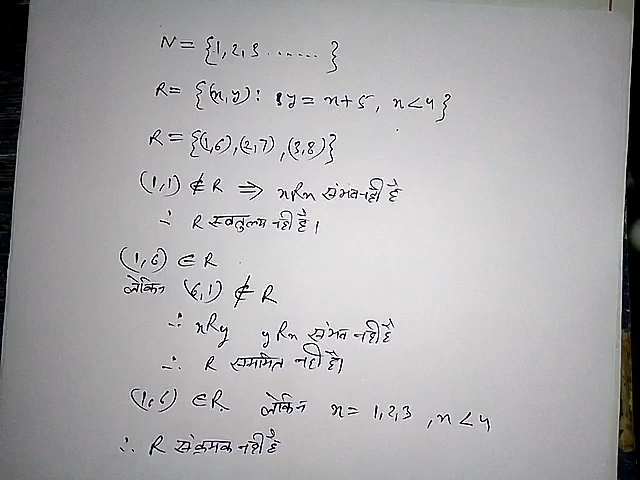 N = {1, 2, 3 ......}
R = {(x, y) : y = x + 5, x < 4}
R = {(1, 6), (2, 7), (3, 8)}
(1, 1) ∉ R ⇒ xRx संभव नही है
∴ R स्वतुल्य नही है।
(1, 6) ∈ R
लेकिन (6, 1) ∉ R
∴ xRy yRx संभव नही है
∴ R सममित नही है।
(1, 6) ∈ R. लेकिन x = 1, 2, 3 , x < 4
∴ R संक्रमक नही है